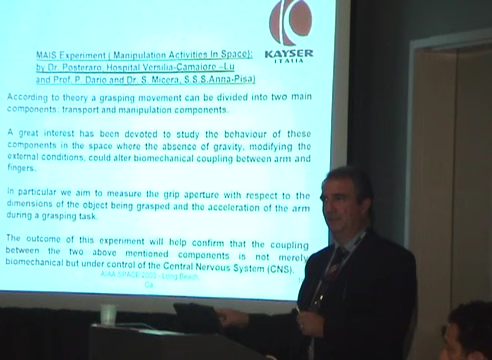 KAYSER
ITALIA
MAIS Experiment ( Manipulation Activities In Space);
by Dr. Posteraro, Hospital Versilia-Camaiore –Lu
and Prof. P. Dario and Dr. S. Micera, S.S.S.Anna-Pisa)
According to theory a grasping movement can be divided into two main
components: transport and manipulation components.
A great interest has been devoted to study the behaviour of these
components in the space where the absence of gravity, modifying the
external conditions, could alter biomechanical coupling between arm and
fingers.
In particular we aim to measure the grip aperture with respect to the
dimensions of the object being grasped and the acceleration of the arm
during a grasping task.
The outcome of this experiment will help confirm that the coupling
between the two above mentioned components is not merely
biomechanical but under control of the Central Nervous System (CNS).
AIAA SPACE 2003 - Long Beach,
Ca.